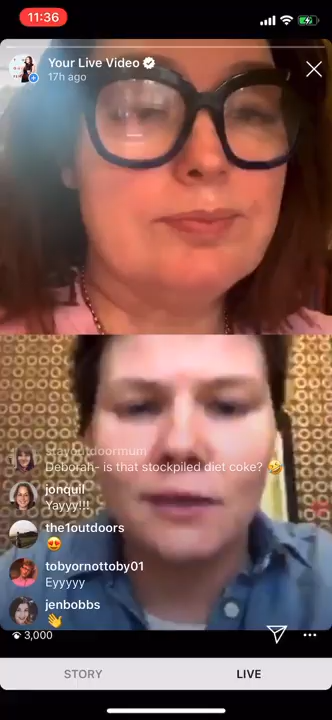 11:36
Your Live Video
17h ago
stayoutdoormum
Deborah- is that stockpiled diet coke? 🤣
jonquil
Yayyy!!!
the1outdoors
😍
tobyornottoby01
Eyyyyy
jenbobbs
👋
3,000
STORY
LIVE